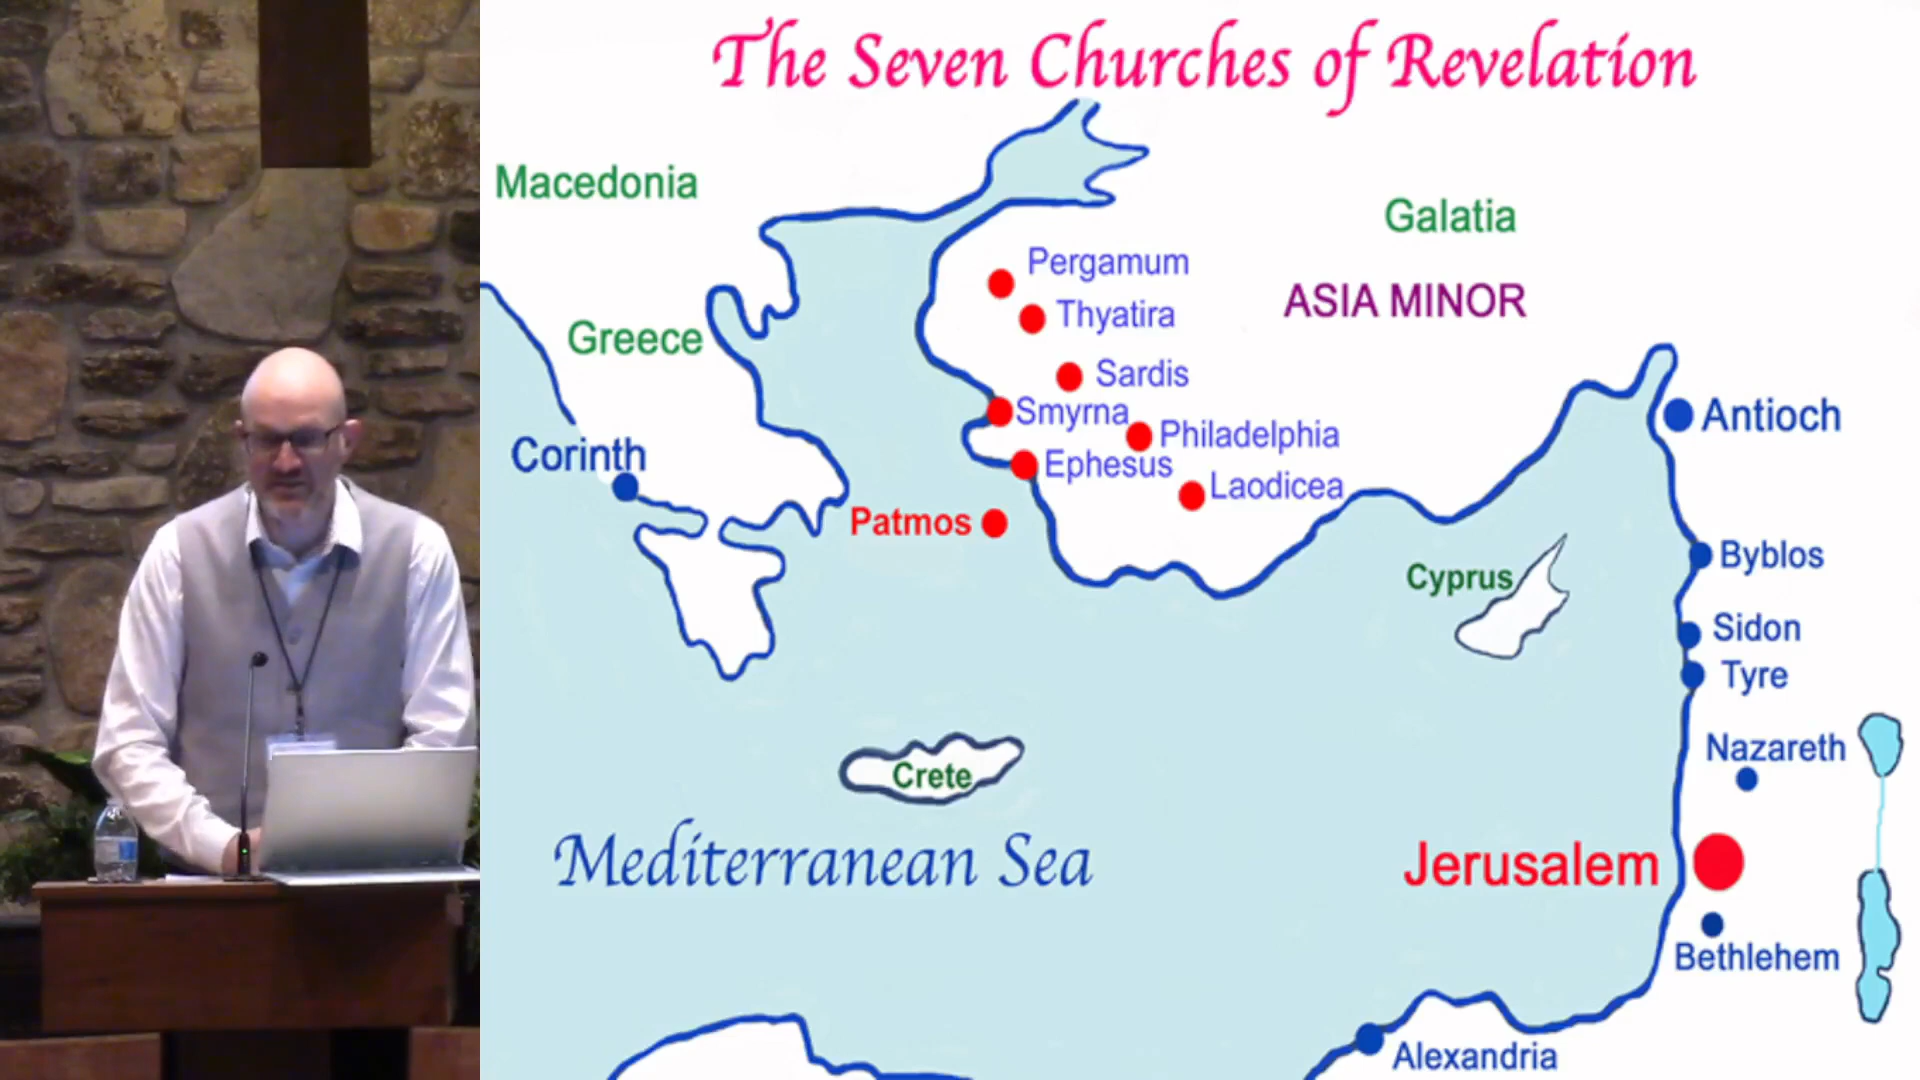 The Seven Churches of Revelation
Macedonia
Galatia
Pergamum
ASIA MINOR
Thyatira
Greece
Sardis
Smyrna
Philadelphia
Antioch
Corinth
Ephesus
Laodicea
Patmos
Byblos
Cyprus
Sidon
Tyre
Nazareth
Crete
Mediterranean Sea
Jerusalem
Bethlehem
Alexandria